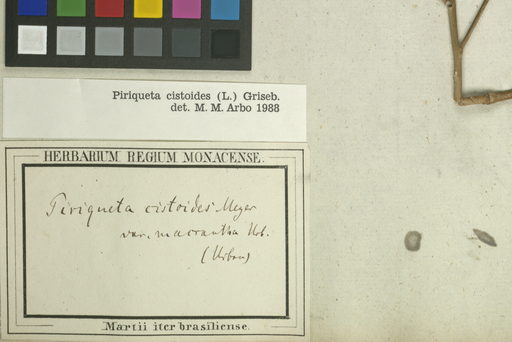 Piriqueta cistoides (L.) Griseb.
det. M. M. Arbo 1988
HERBARIUM REGIUM MONACENSE.
Piriqueta cistoides Meyer
var. macrantha Urb.
(Urban)
Martii iter brasiliense.